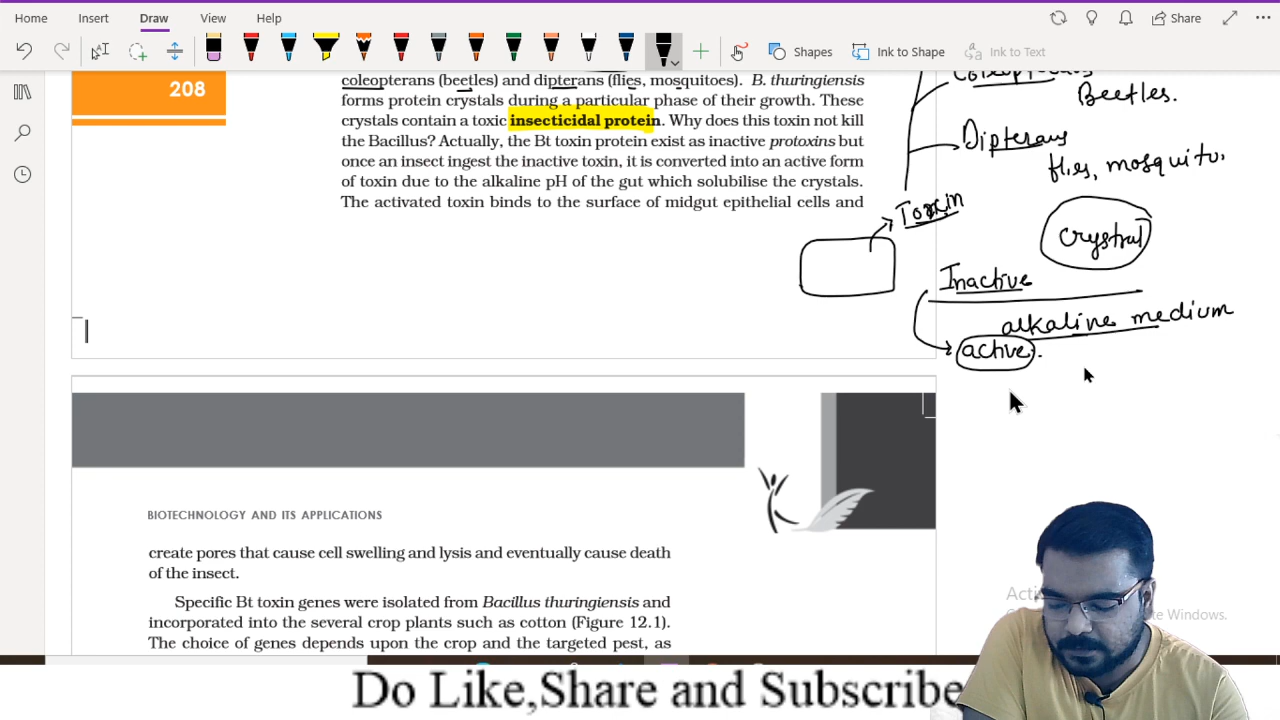 Home Insert Draw View Help Share
Shapes Ink to Shape Ink to Text
208
coleopterans (beetles) and dipterans (flies, mosquitoes). B. thuringiensis
forms protein crystals during a particular phase of their growth. These
crystals contain a toxic insecticidal protein. Why does this toxin not kill
the Bacillus? Actually, the Bt toxin protein exist as inactive protoxins but
once an insect ingest the inactive toxin, it is converted into an active form
of toxin due to the alkaline pH of the gut which solubilise the crystals.
The activated toxin binds to the surface of midgut epithelial cells and
Beetles.
Dipterans
flies, mosquito,
Toxin
Crystal
Inactive
alkaline medium
active.
BIOTECHNOLOGY AND ITS APPLICATIONS
create pores that cause cell swelling and lysis and eventually cause death
of the insect.
Specific Bt toxin genes were isolated from Bacillus thuringiensis and
incorporated into the several crop plants such as cotton (Figure 12.1).
The choice of genes depends upon the crop and the targeted pest, as
Windows.
Do Like,Share and Subscribe